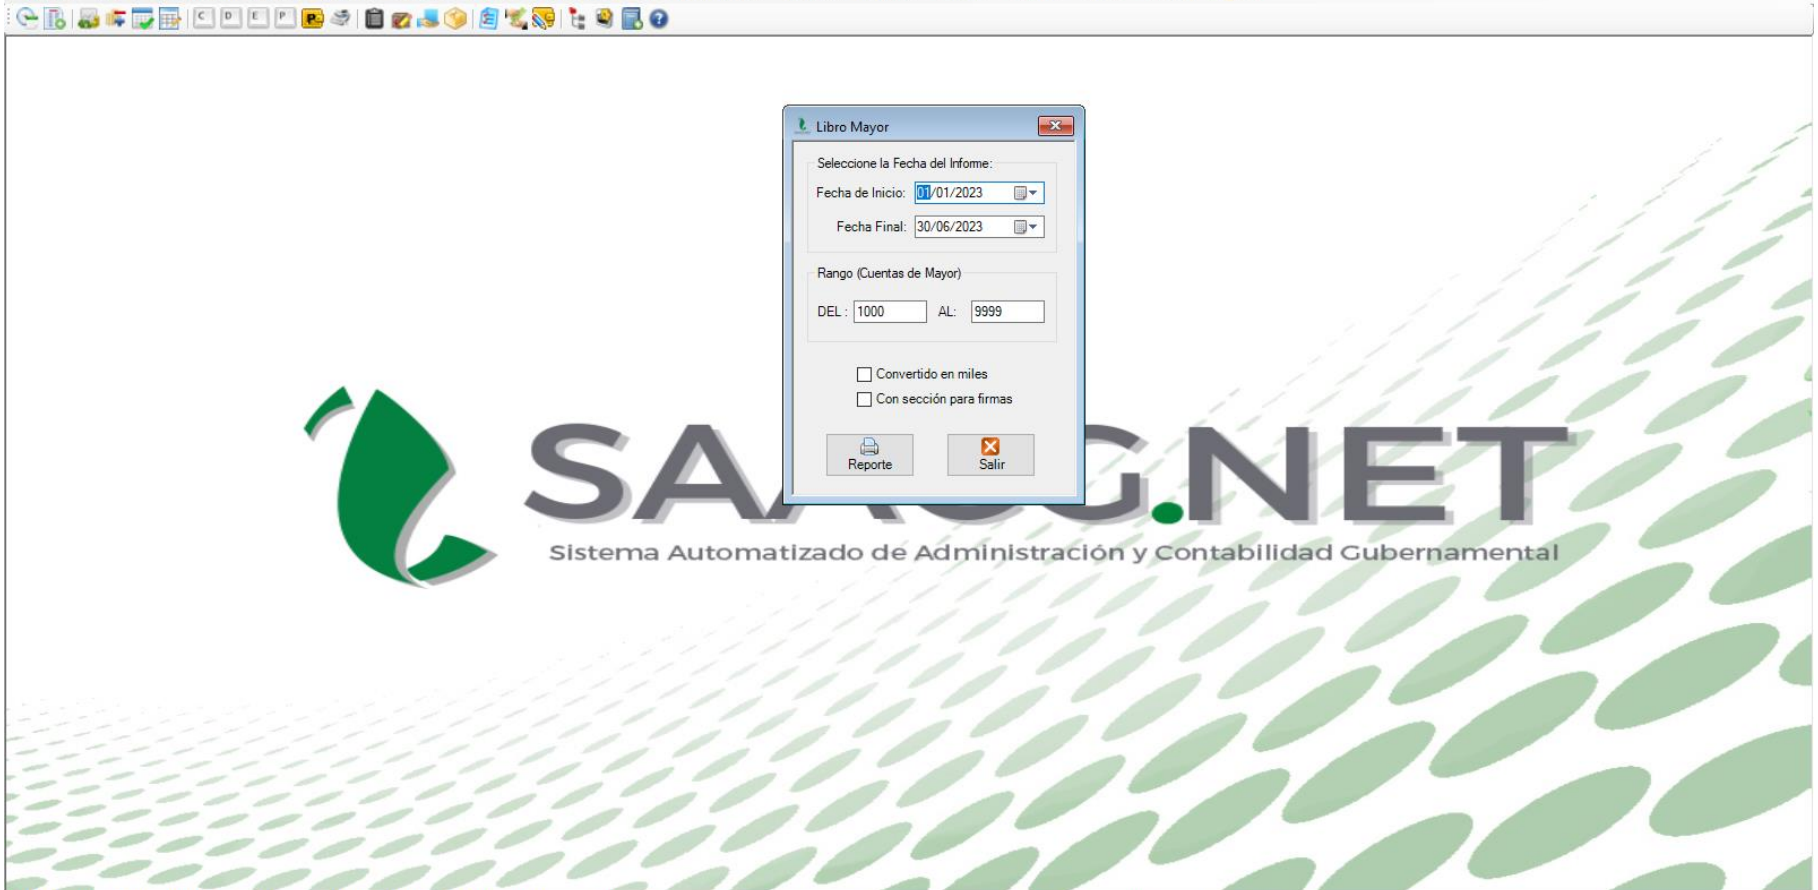 C D E P P
Libro Mayor
Seleccione la Fecha del Informe:
Fecha de Inicio: 01/01/2023
Fecha Final: 30/06/2023
Rango (Cuentas de Mayor)
DEL : 1000 AL: 9999
Convertido en miles
Con sección para firmas
Reporte Salir
SAACG.NET
Sistema Automatizado de Administración y Contabilidad Gubernamental